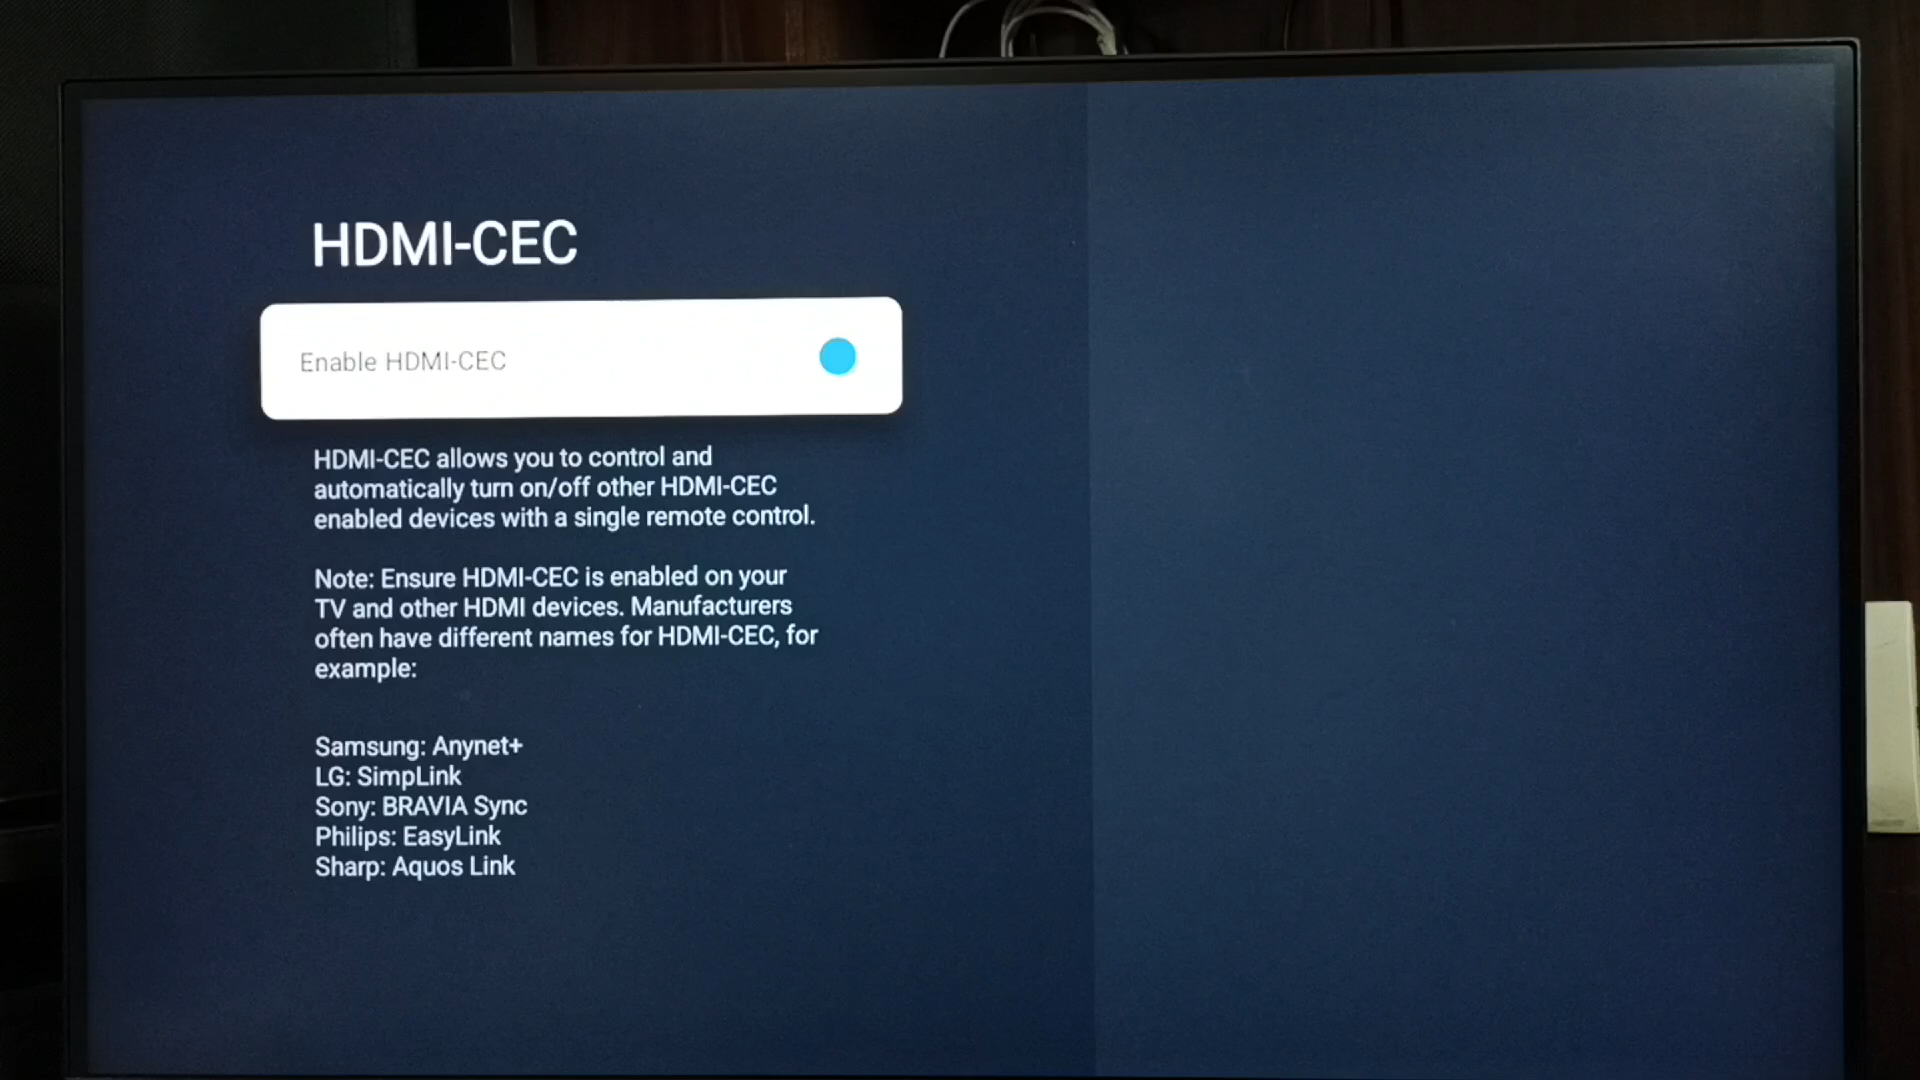 HDMI-CEC
Enable HDMI-CEC
HDMI-CEC allows you to control and
automatically turn on/off other HDMI-CEC
enabled devices with a single remote control.
Note: Ensure HDMI-CEC is enabled on your
TV and other HDMI devices. Manufacturers
often have different names for HDMI-CEC, for
example:
Samsung: Anynet+
LG: SimpLink
Sony: BRAVIA Sync
Philips: EasyLink
Sharp: Aquos Link